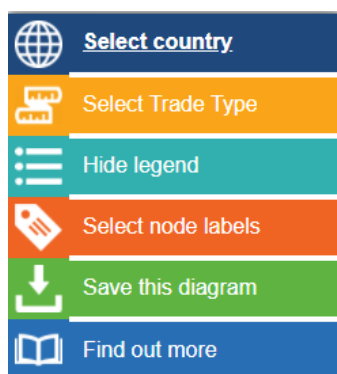 Select country
Select Trade Type
Hide legend
Select node labels
Save this diagram
Find out more